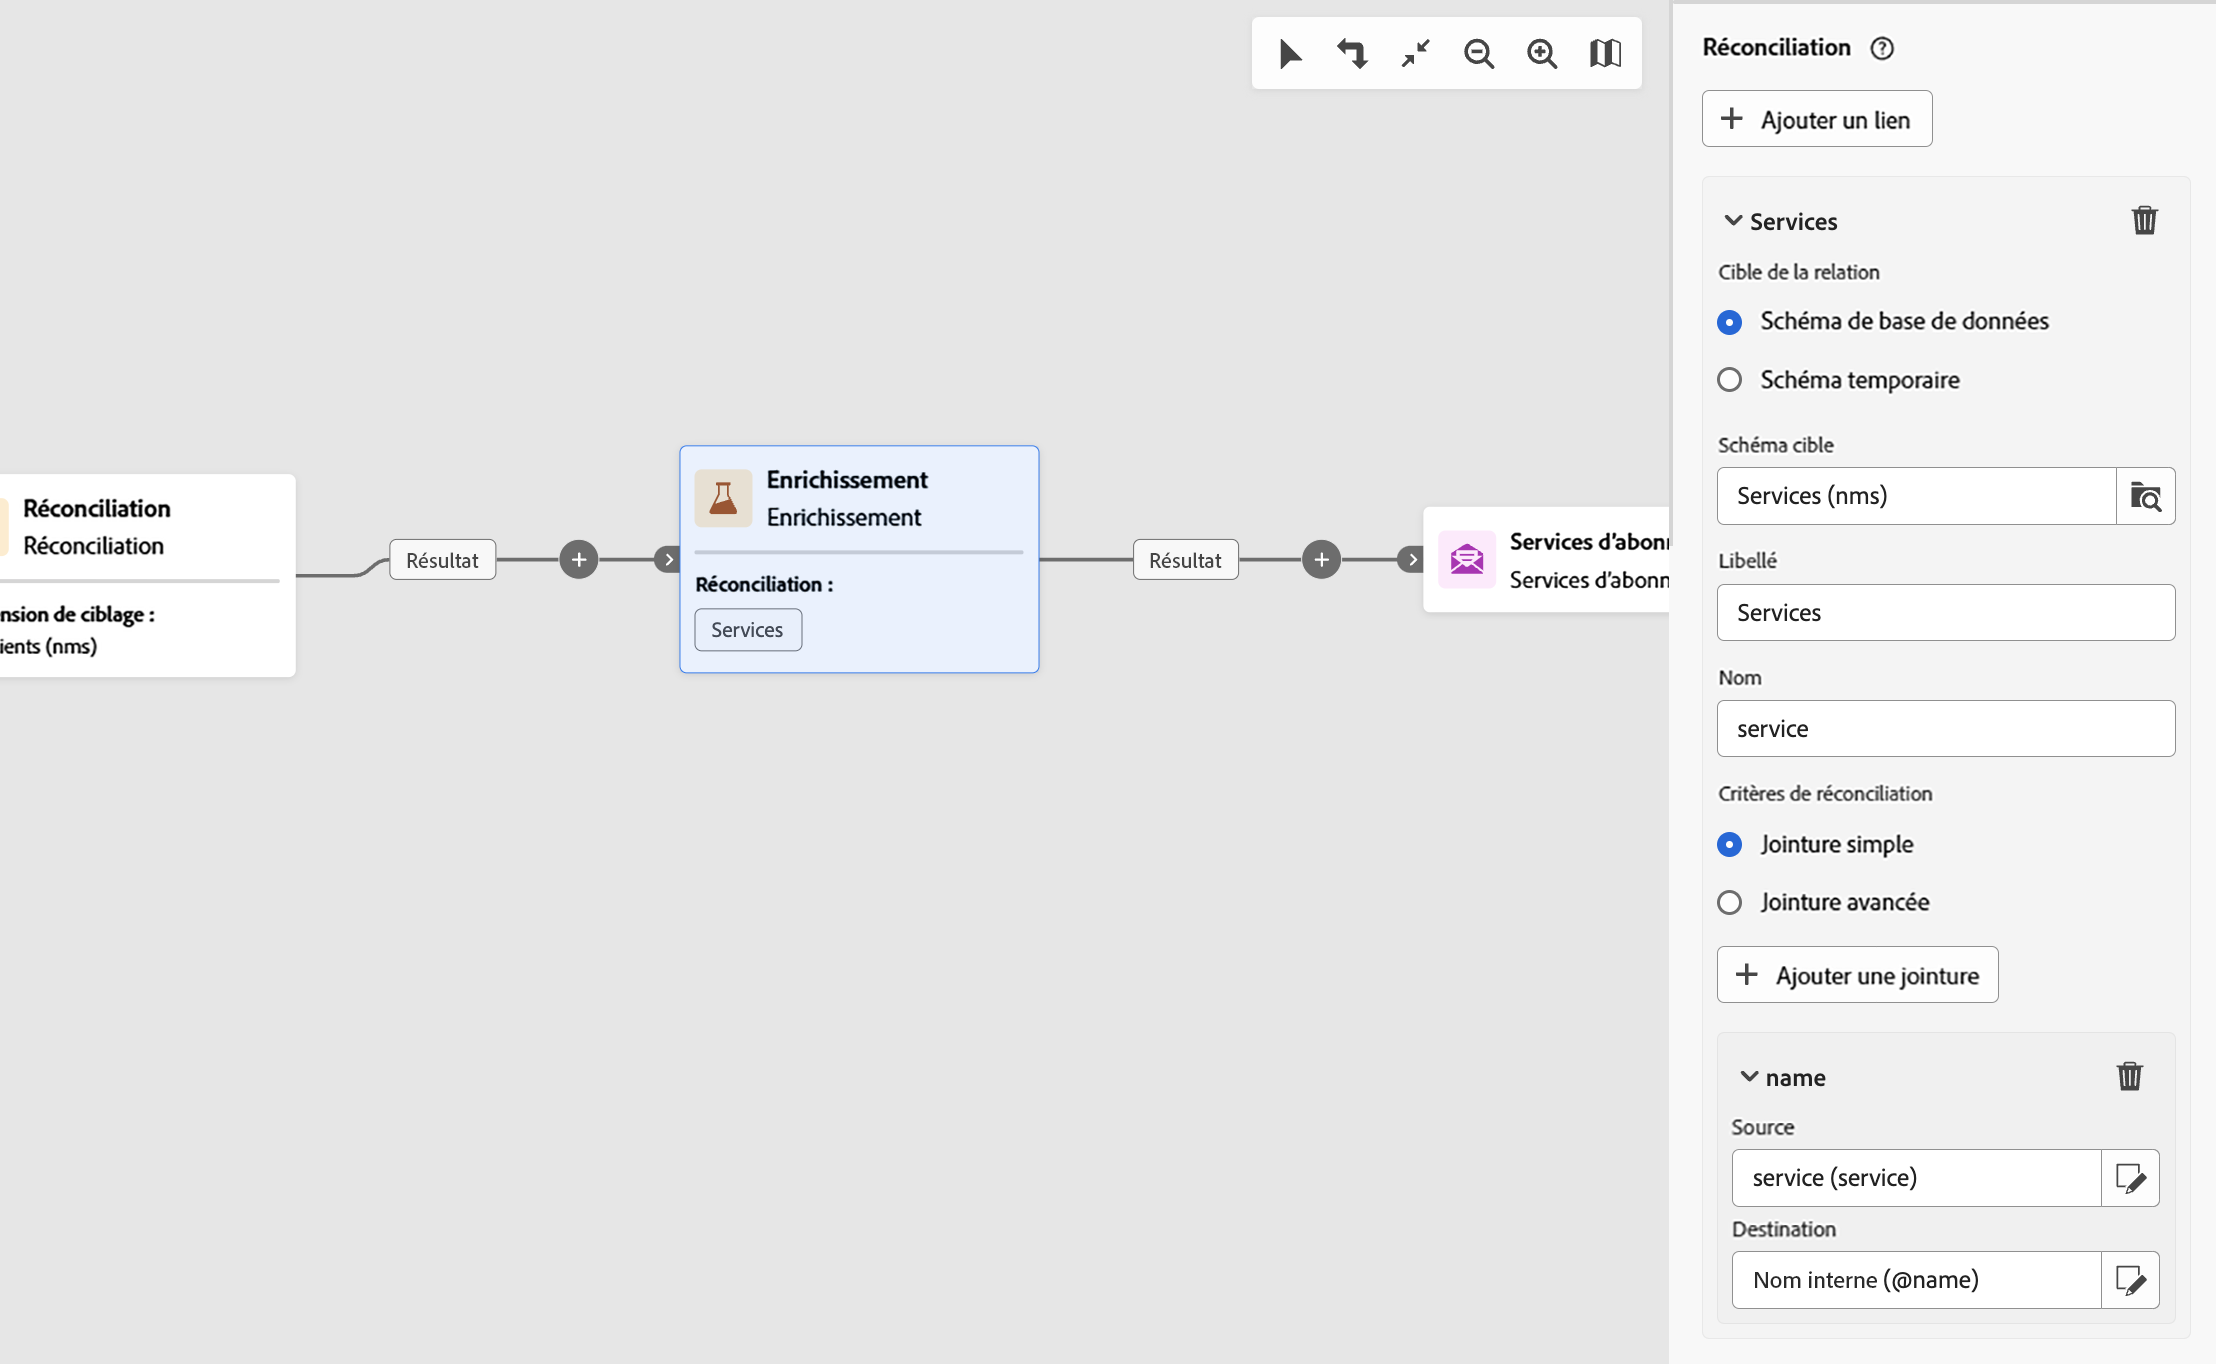 Réconciliation
Réconciliation
nsion de ciblage :
ients (nms)
Résultat
Enrichissement
Enrichissement
Réconciliation :
Services
Résultat
Services d’abonn
Services d’abonn
Réconciliation
Ajouter un lien
Services
Cible de la relation
Schéma de base de données
Schéma temporaire
Schéma cible
Services (nms)
Libellé
Services
Nom
service
Critères de réconciliation
Jointure simple
Jointure avancée
Ajouter une jointure
name
Source
service (service)
Destination
Nom interne (@name)